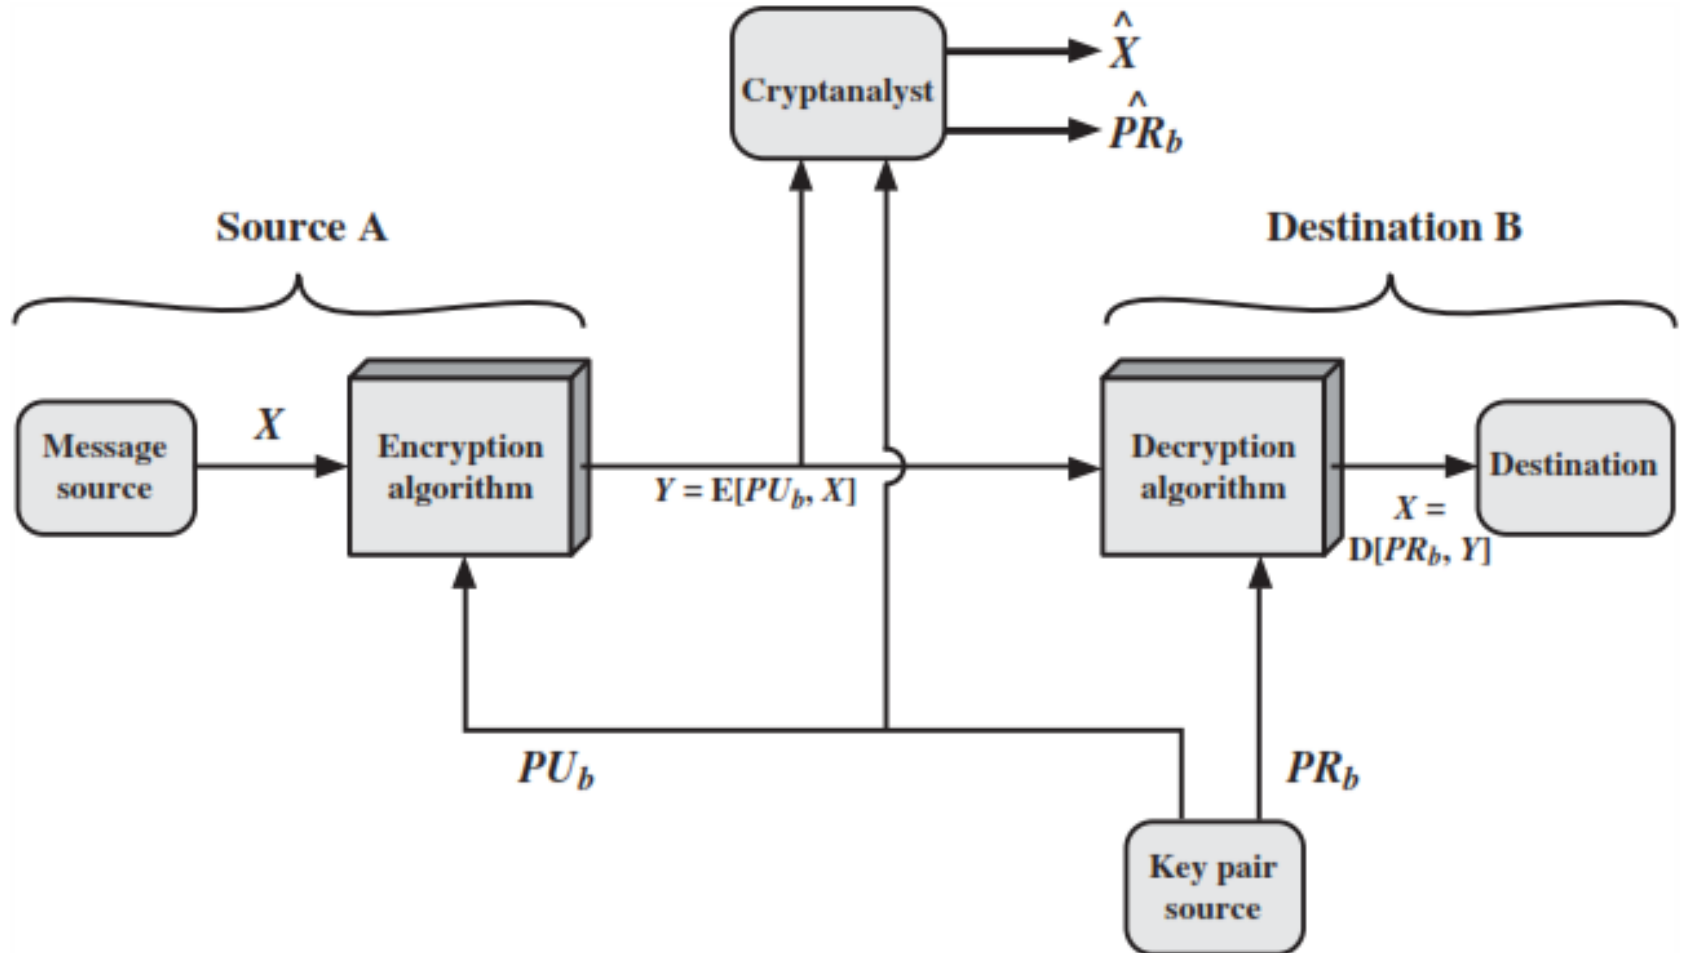 Cryptanalyst
X̂
P̂R_b
Source A
Destination B
Message
source
X
Encryption
algorithm
Y = E[PU_b, X]
Decryption
algorithm
X =
D[PR_b, Y]
Destination
PU_b
PR_b
Key pair
source